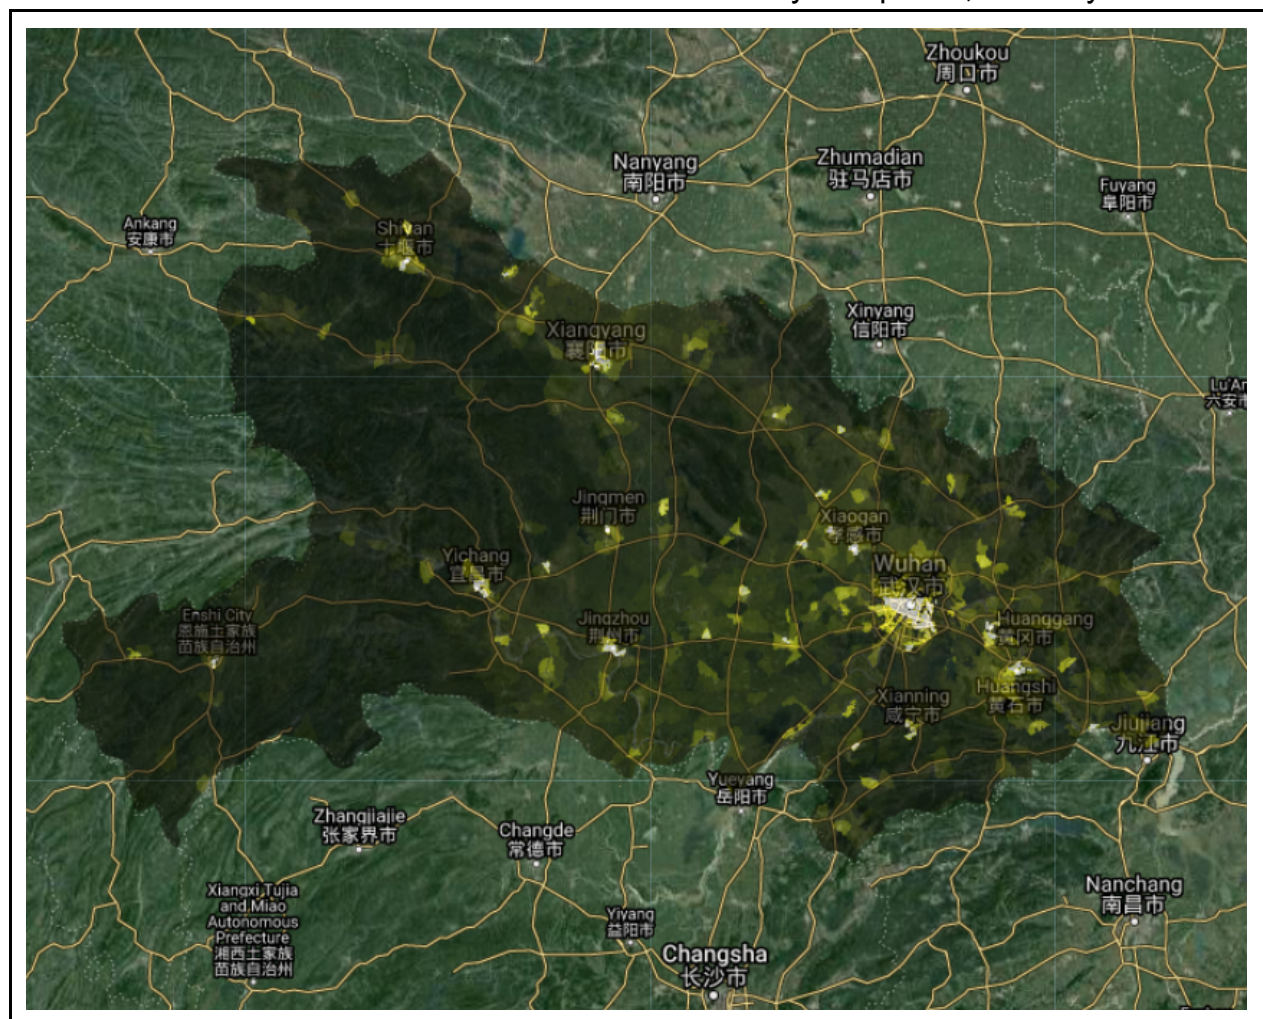 Zhoukou
周口市
Nanyang
南阳市
Zhumadian
驻马店市
Fuyang
阜阳市
Ankang
安康市
Shiyan
十堰市
Xinyang
信阳市
Xiangyang
襄阳市
Lu'An
六安市
Jingmen
荆门市
Xiaogan
孝感市
Yichang
宜昌市
Wuhan
武汉市
Enshi City
恩施土家族
苗族自治州
Jingzhou
荆州市
Huanggang
黄冈市
Xianning
咸宁市
Huangshi
黄石市
Jiujiang
九江市
Yueyang
岳阳市
Zhangjiajie
张家界市
Changde
常德市
Xiangxi Tujia
and Miao
Autonomous
Prefecture
湘西土家族
苗族自治州
Yiyang
益阳市
Nanchang
南昌市
Changsha
长沙市